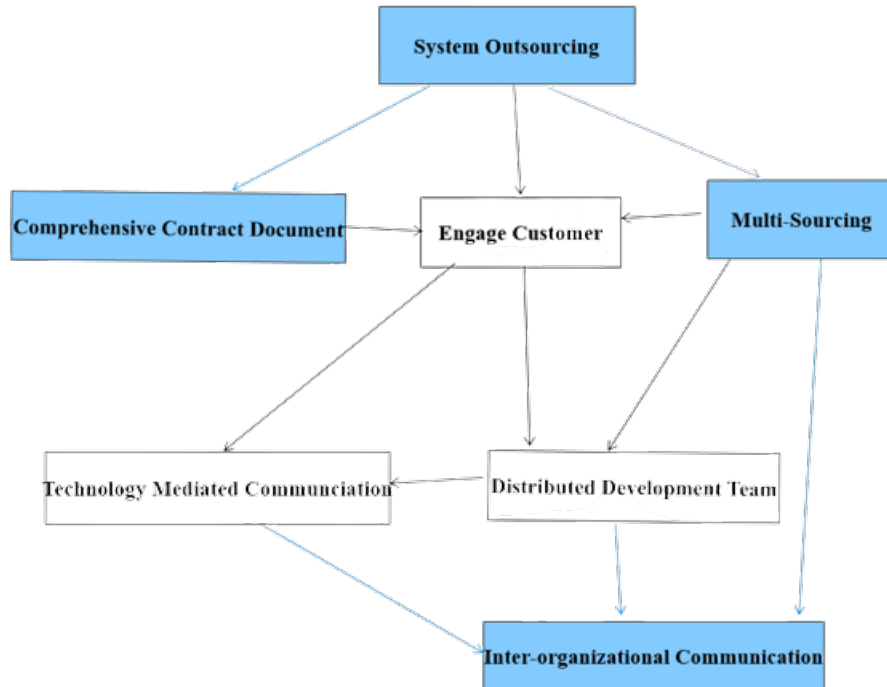 System Outsourcing
Comprehensive Contract Document
Engage Customer
Multi-Sourcing
Technology Mediated Communciation
Distributed Development Team
Inter-organizational Communication